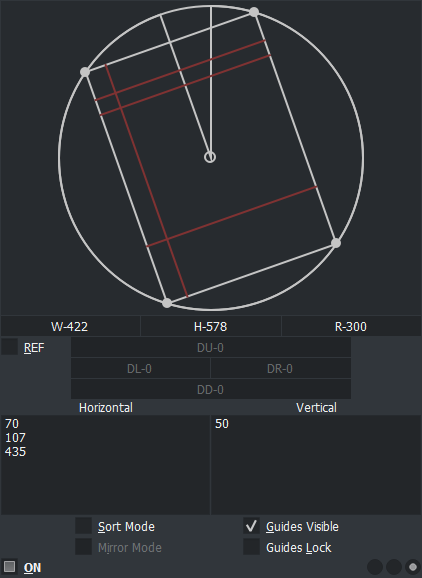 W-422 H-578 R-300
REF DU-0
DL-0 DR-0
DD-0
Horizontal Vertical
70 50
107
435
Sort Mode Guides Visible
Mirror Mode Guides Lock
ON